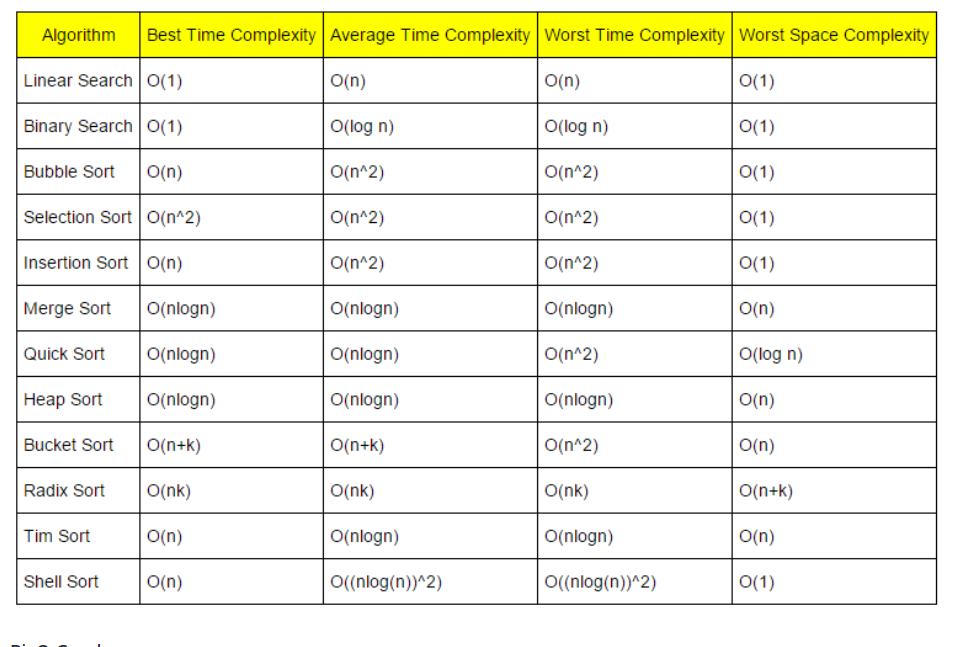 Algorithm Best Time Complexity Average Time Complexity Worst Time Complexity Worst Space Complexity
Linear Search O(1) O(n) O(n) O(1)
Binary Search O(1) O(log n) O(log n) O(1)
Bubble Sort O(n) O(n^2) O(n^2) O(1)
Selection Sort O(n^2) O(n^2) O(n^2) O(1)
Insertion Sort O(n) O(n^2) O(n^2) O(1)
Merge Sort O(nlogn) O(nlogn) O(nlogn) O(n)
Quick Sort O(nlogn) O(nlogn) O(n^2) O(log n)
Heap Sort O(nlogn) O(nlogn) O(nlogn) O(n)
Bucket Sort O(n+k) O(n+k) O(n^2) O(n)
Radix Sort O(nk) O(nk) O(nk) O(n+k)
Tim Sort O(n) O(nlogn) O(nlogn) O(n)
Shell Sort O(n) O((nlog(n))^2) O((nlog(n))^2) O(1)